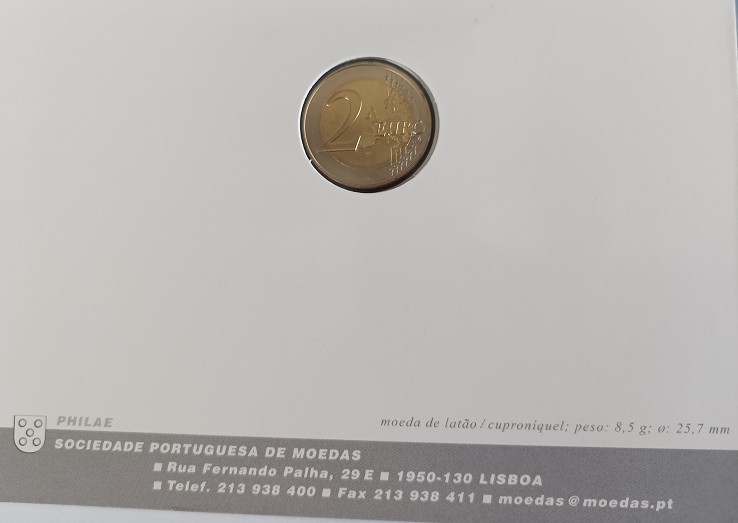 2 EURO
PHILAE
moeda de latão / cuproniquel; peso: 8,5 g; ø: 25,7 mm
SOCIEDADE PORTUGUESA DE MOEDAS
■ Rua Fernando Palha, 29 E ■ 1950-130 LISBOA
■ Telef. 213 938 400 ■ Fax 213 938 411 ■ moedas@moedas.pt